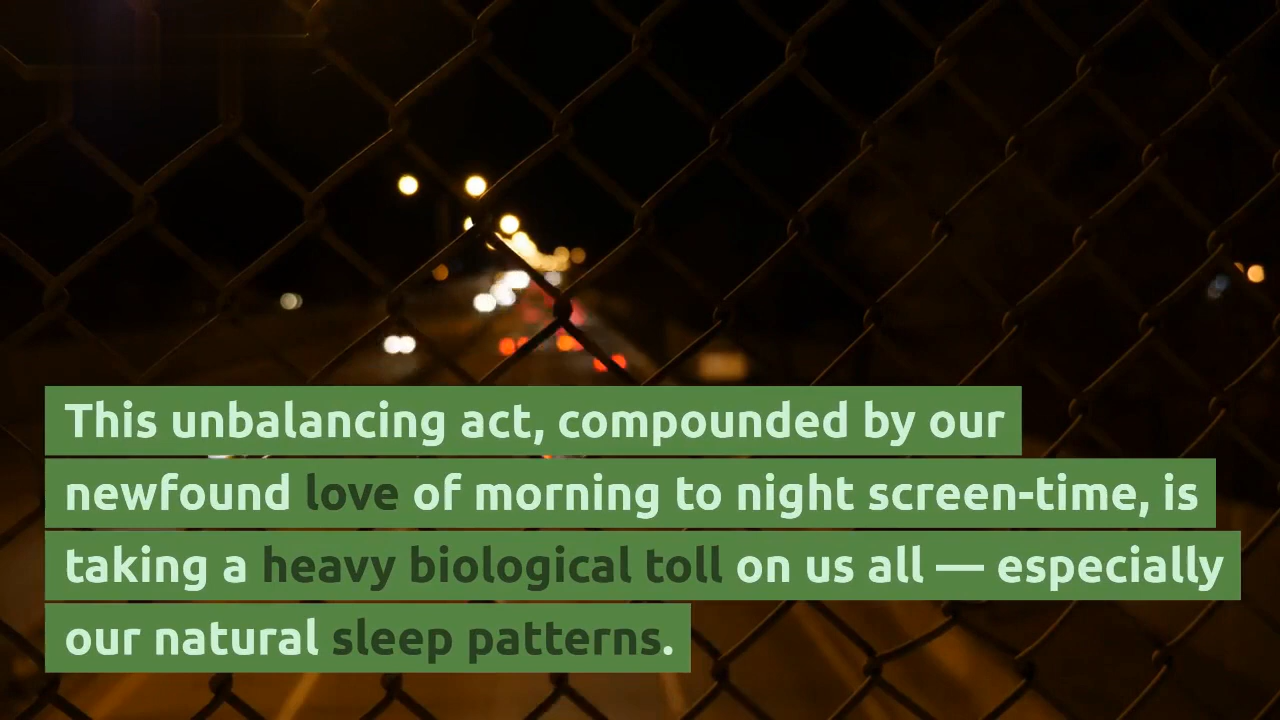 This unbalancing act, compounded by our
newfound love of morning to night screen-time, is
taking a heavy biological toll on us all — especially
our natural sleep patterns.